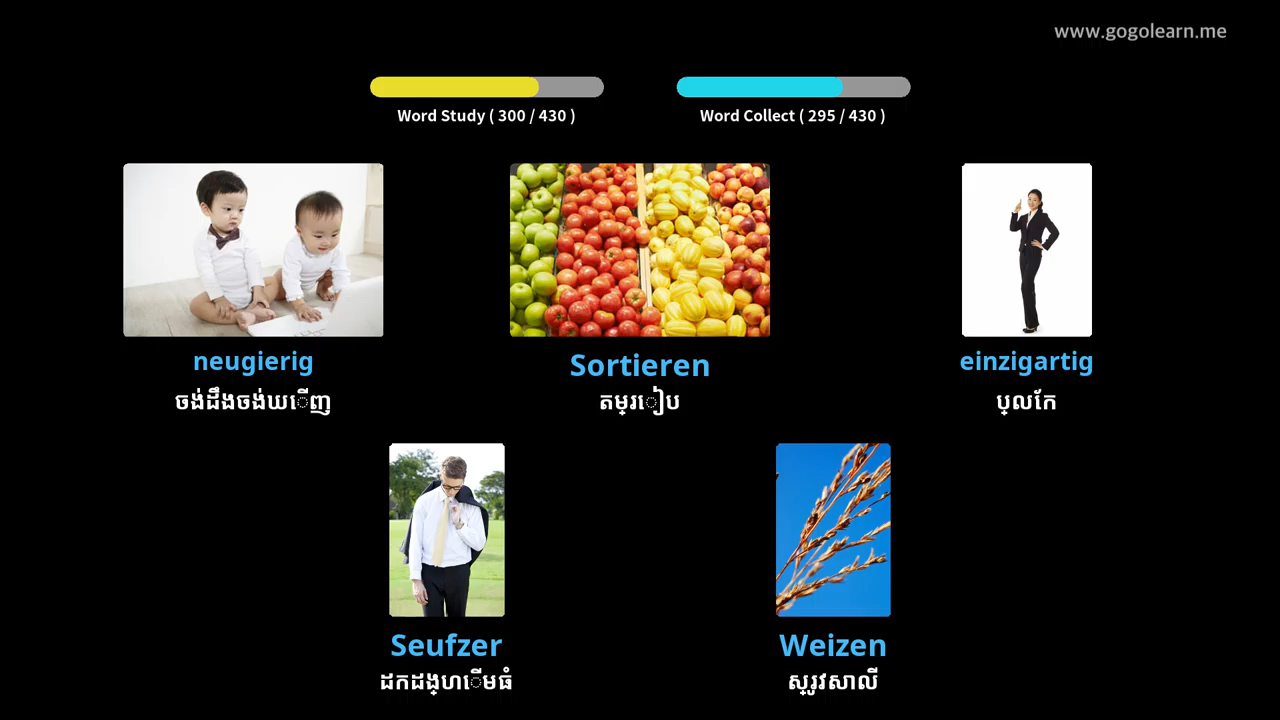 www.gogolearn.me
Word Study ( 300 / 430 )
Word Collect ( 295 / 430 )
neugierig
ចង់ដឹងចង់ឃើញ
Sortieren
តម្រៀប
einzigartig
ប្លែក
Seufzer
ដកដង្ហើមធំ
Weizen
ស្រូវសាលី